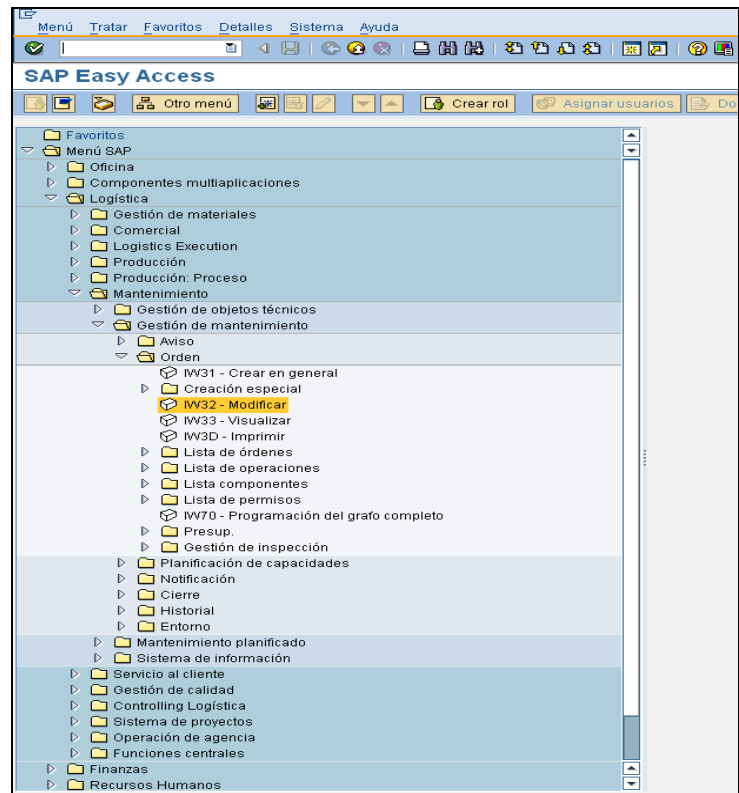 Menú Tratar Favoritos Detalles Sistema Ayuda
SAP Easy Access
Otro menú Crear rol Asignar usuarios Do
Favoritos
Menú SAP
Oficina
Componentes multiaplicaciones
Logística
Gestión de materiales
Comercial
Logistics Execution
Producción
Producción: Proceso
Mantenimiento
Gestión de objetos técnicos
Gestión de mantenimiento
Aviso
Orden
IW31 - Crear en general
Creación especial
IW32 - Modificar
IW33 - Visualizar
IW3D - Imprimir
Lista de órdenes
Lista de operaciones
Lista componentes
Lista de permisos
IW70 - Programación del grafo completo
Presup.
Gestión de inspección
Planificación de capacidades
Notificación
Cierre
Historial
Entorno
Mantenimiento planificado
Sistema de información
Servicio al cliente
Gestión de calidad
Controlling Logística
Sistema de proyectos
Operación de agencia
Funciones centrales
Finanzas
Recursos Humanos